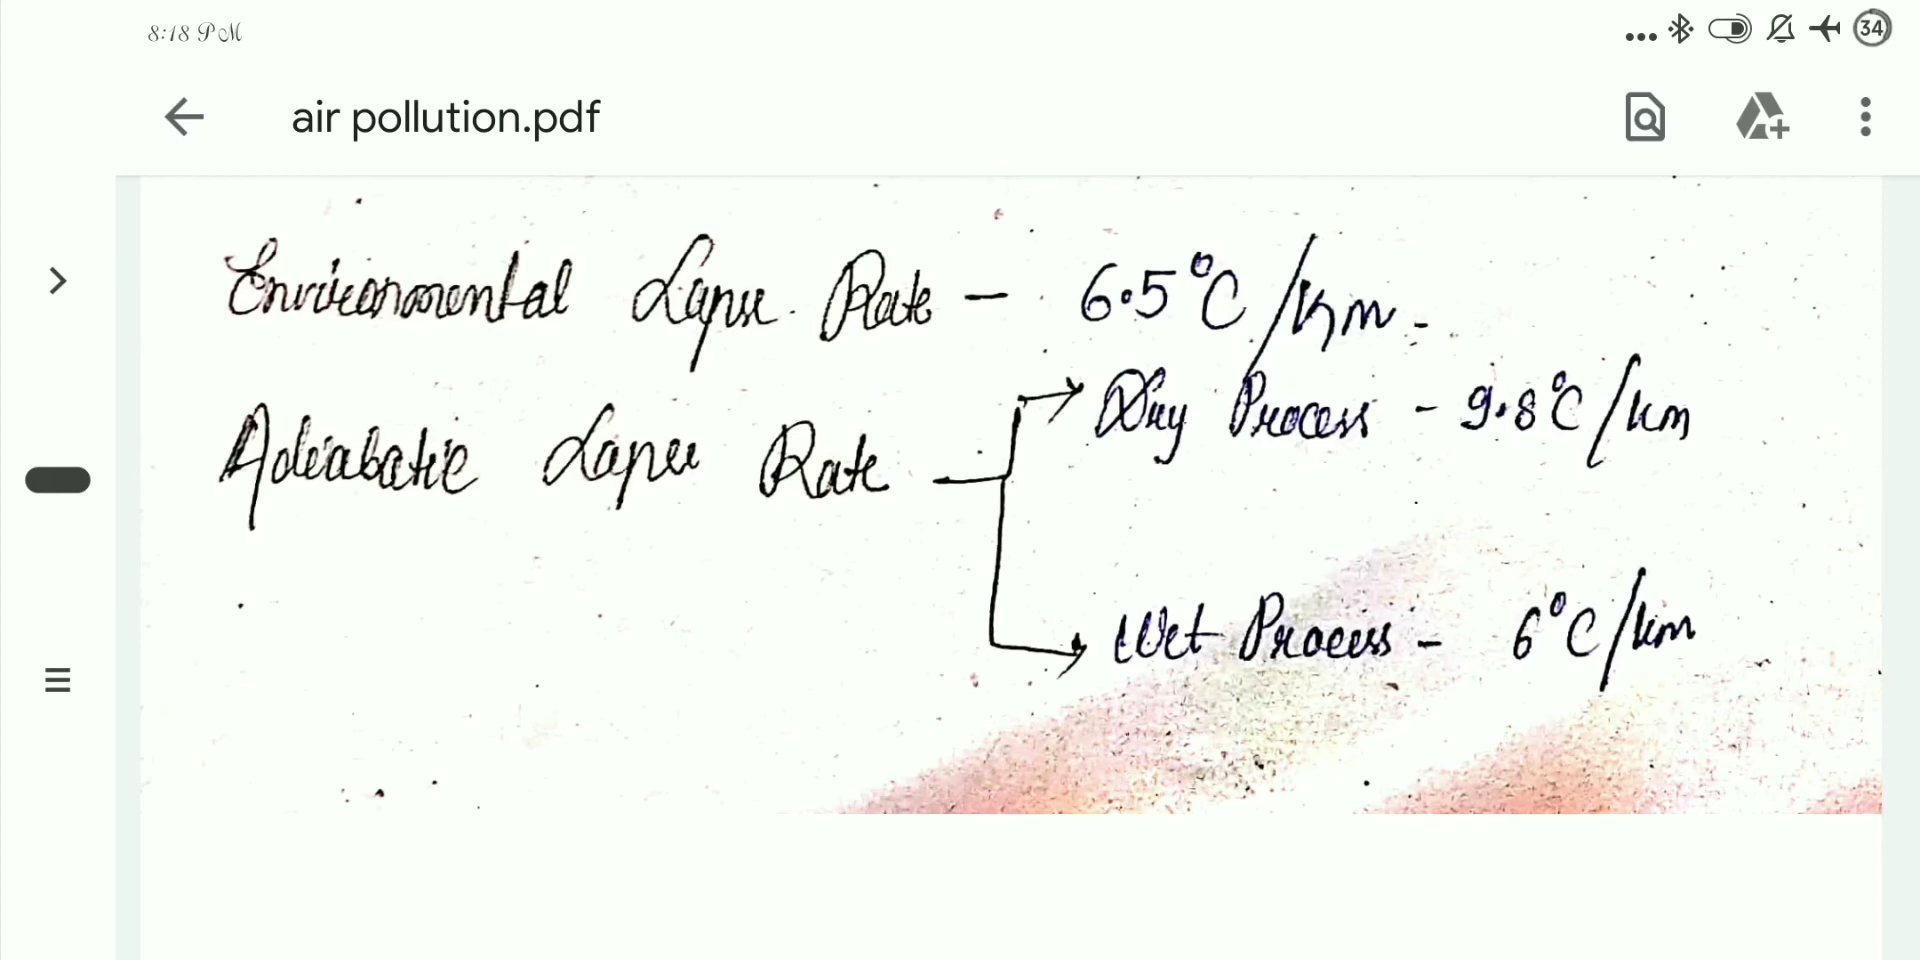 8:18 PM
34
air pollution.pdf
Environmental Lapse Rate - 6.5°C/km.
Adiabatic Lapse Rate
Dry Process - 9.8°C/km
Wet Process - 6°C/km